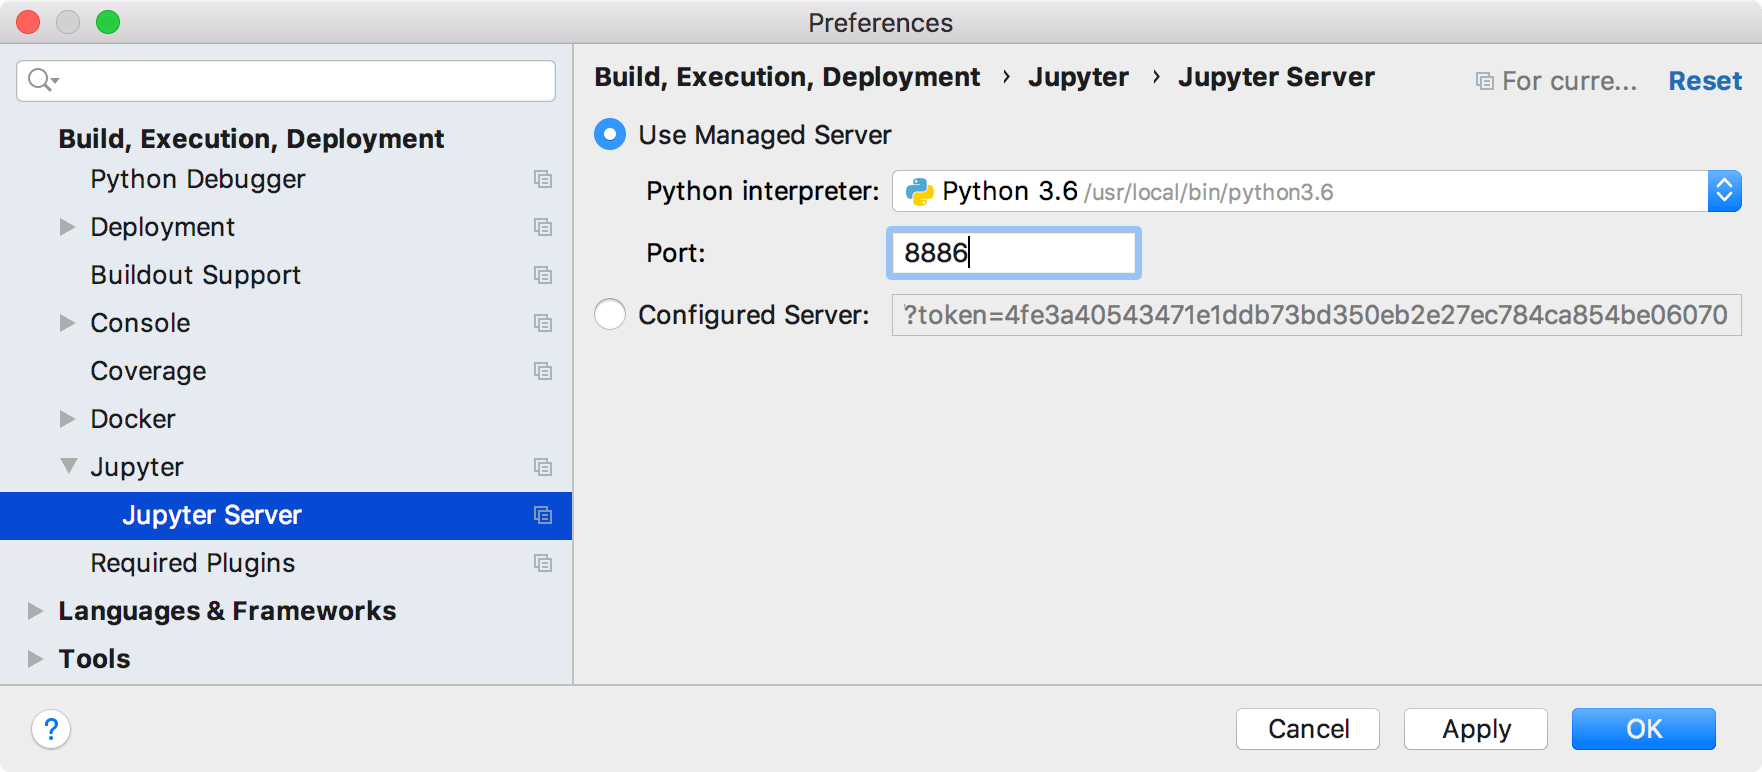 Preferences
Build, Execution, Deployment
Python Debugger
Deployment
Buildout Support
Console
Coverage
Docker
Jupyter
Jupyter Server
Required Plugins
Languages & Frameworks
Tools
Build, Execution, Deployment › Jupyter › Jupyter Server For curre... Reset
Use Managed Server
Python interpreter: Python 3.6 /usr/local/bin/python3.6
Port: 8886
Configured Server: ?token=4fe3a40543471e1ddb73bd350eb2e27ec784ca854be06070
? Cancel Apply OK